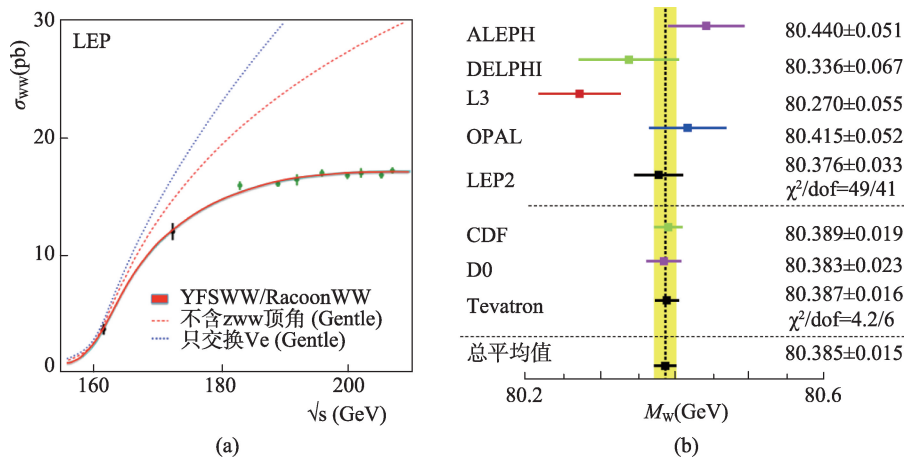 30
LEP
20
10
0
σWW(pb)
YFSWW/RacoonWW
不含zww顶角 (Gentle)
只交换Ve (Gentle)
160 180 200
√s (GeV)
(a)
ALEPH 80.440±0.051
DELPHI 80.336±0.067
L3 80.270±0.055
OPAL 80.415±0.052
LEP2 80.376±0.033
χ²/dof=49/41
CDF 80.389±0.019
D0 80.383±0.023
Tevatron 80.387±0.016
χ²/dof=4.2/6
总平均值 80.385±0.015
80.2 80.6
MW(GeV)
(b)